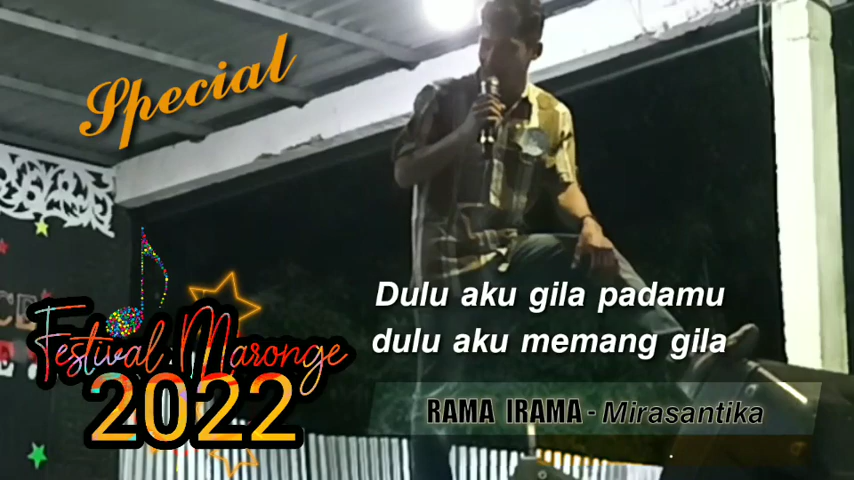 Special
Festival Maronge
2022
Dulu aku gila padamu
dulu aku memang gila
RAMA IRAMA - Mirasantika